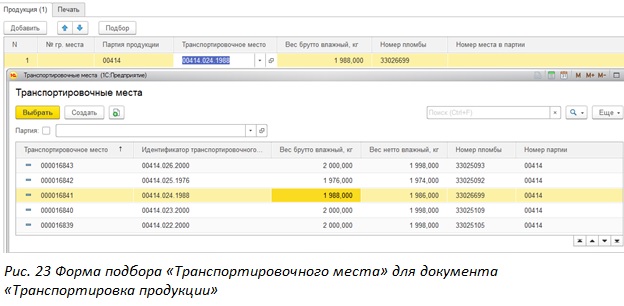 Продукция (1) Печать
Добавить Подбор
N № гр. места Партия продукции Транспортировочное место Вес брутто влажный, кг Номер пломбы Номер места в партии
1 00414 00414.024.1988 1 988,000 33026699
Транспортировочные места (1С:Предприятие) M M+ M-
Транспортировочные места
Выбрать Создать Поиск (Ctrl+F) Еще
Партия:
Транспортировочное место Идентификатор транспортировочного... Вес брутто влажный, кг Вес нетто влажный, кг Номер пломбы Номер партии
000016843 00414.026.2000 2 000,000 1 998,000 33025093 00414
000016842 00414.025.1976 1 976,000 1 974,000 33025092 00414
000016841 00414.024.1988 1 988,000 1 986,000 33026699 00414
000016840 00414.023.2000 2 000,000 1 998,000 33025109 00414
000016839 00414.022.2000 2 000,000 1 998,000 33025105 00414
Рис. 23 Форма подбора «Транспортировочного места» для документа
«Транспортировка продукции»